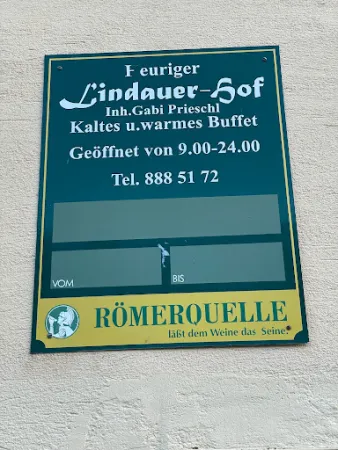 Heuriger
Lindauer-Hof
Inh.Gabi Prieschl
Kaltes u.warmes Buffet
Geöffnet von 9.00-24.00
Tel. 888 51 72
VOM
BIS
RÖMERQUELLE
läßt dem Weine das Seine.